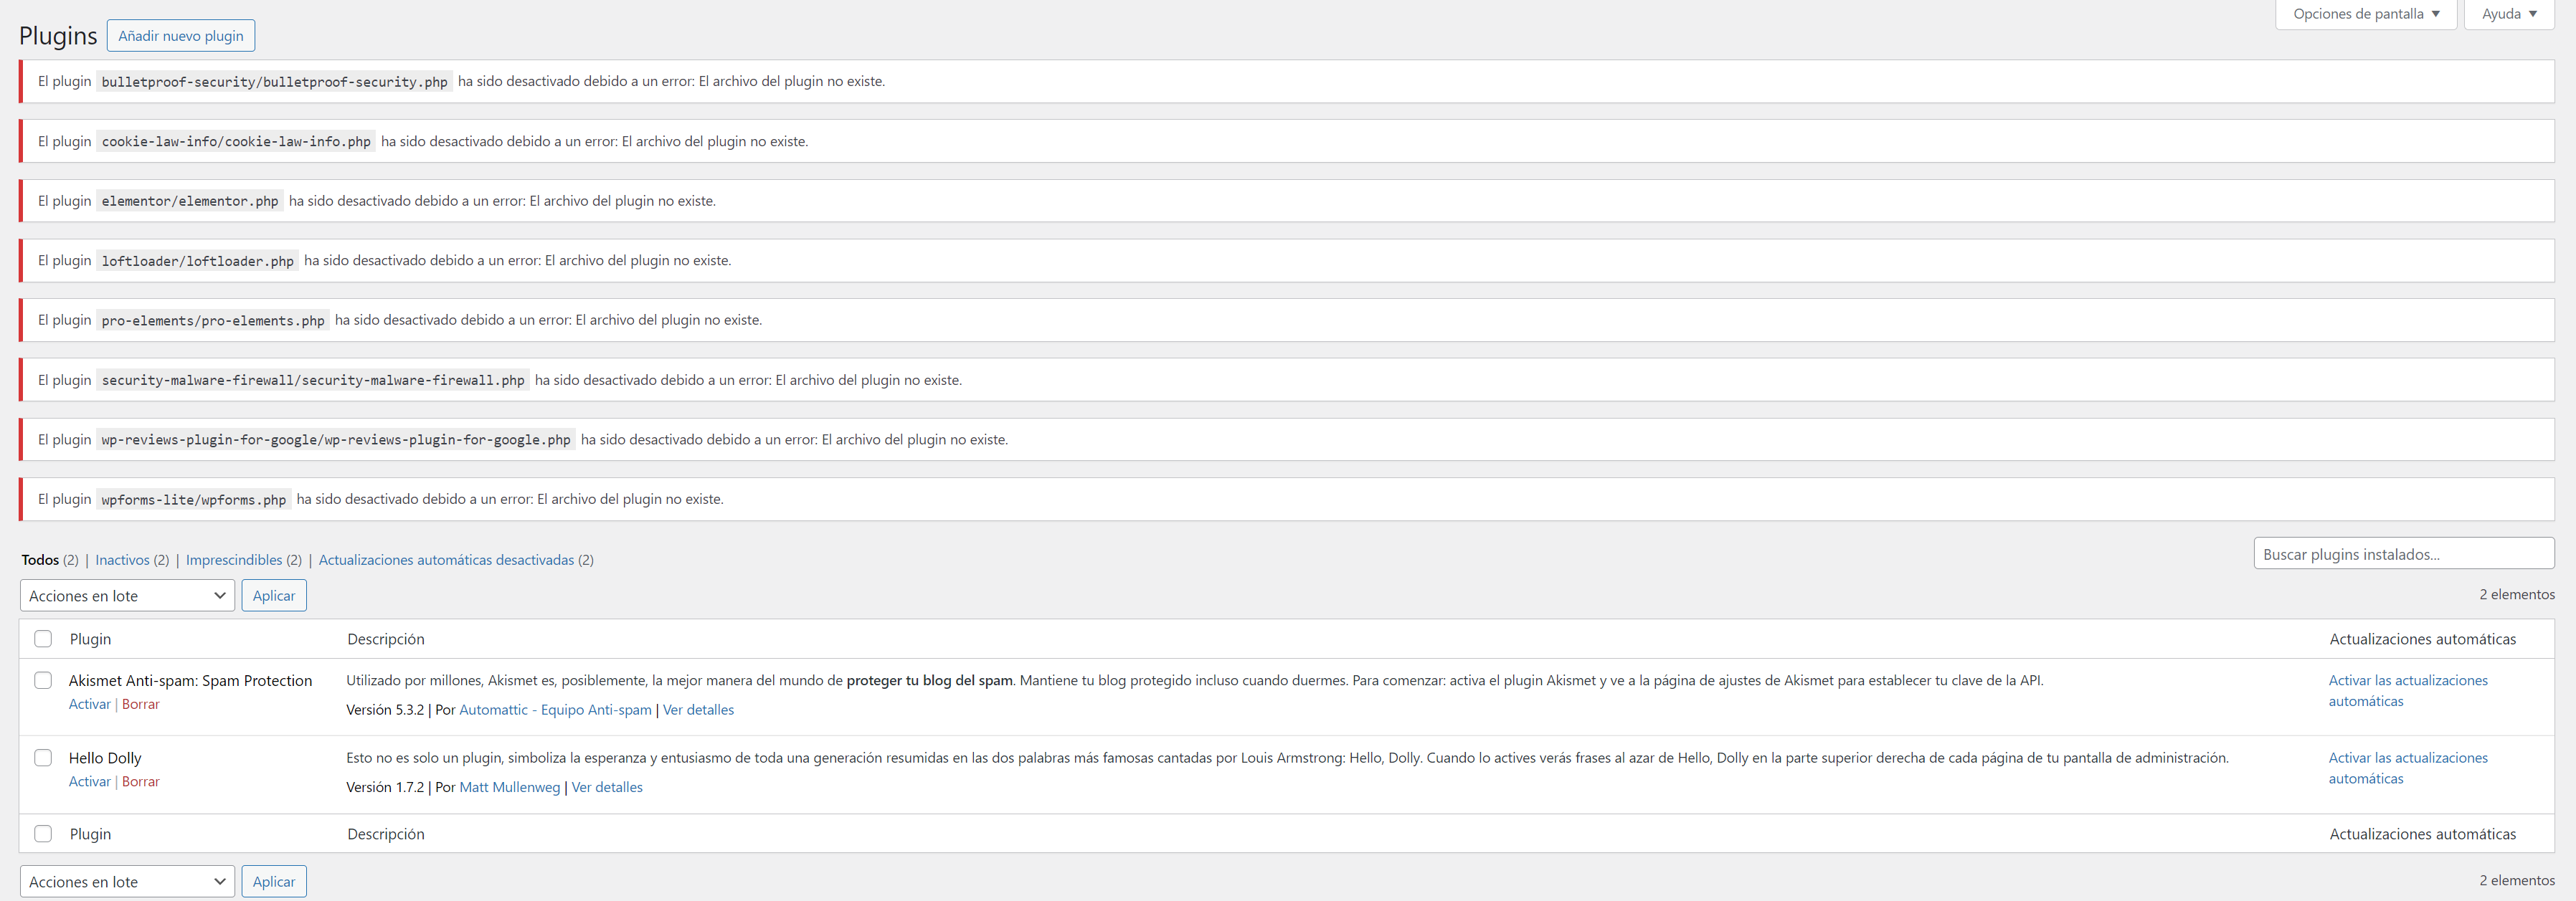 Opciones de pantalla ▼ Ayuda ▼
Plugins Añadir nuevo plugin
El plugin bulletproof-security/bulletproof-security.php ha sido desactivado debido a un error: El archivo del plugin no existe.
El plugin cookie-law-info/cookie-law-info.php ha sido desactivado debido a un error: El archivo del plugin no existe.
El plugin elementor/elementor.php ha sido desactivado debido a un error: El archivo del plugin no existe.
El plugin loftloader/loftloader.php ha sido desactivado debido a un error: El archivo del plugin no existe.
El plugin pro-elements/pro-elements.php ha sido desactivado debido a un error: El archivo del plugin no existe.
El plugin security-malware-firewall/security-malware-firewall.php ha sido desactivado debido a un error: El archivo del plugin no existe.
El plugin wp-reviews-plugin-for-google/wp-reviews-plugin-for-google.php ha sido desactivado debido a un error: El archivo del plugin no existe.
El plugin wpforms-lite/wpforms.php ha sido desactivado debido a un error: El archivo del plugin no existe.
Todos (2) | Inactivos (2) | Imprescindibles (2) | Actualizaciones automáticas desactivadas (2)
Buscar plugins instalados...
Acciones en lote Aplicar 2 elementos
Plugin Descripción Actualizaciones automáticas
Akismet Anti-spam: Spam Protection Utilizado por millones, Akismet es, posiblemente, la mejor manera del mundo de proteger tu blog del spam. Mantiene tu blog protegido incluso cuando duermes. Para comenzar: activa el plugin Akismet y ve a la página de ajustes de Akismet para establecer tu clave de la API. Activar las actualizaciones
Activar | Borrar automáticas
Versión 5.3.2 | Por Automattic - Equipo Anti-spam | Ver detalles
Hello Dolly Esto no es solo un plugin, simboliza la esperanza y entusiasmo de toda una generación resumidas en las dos palabras más famosas cantadas por Louis Armstrong: Hello, Dolly. Cuando lo actives verás frases al azar de Hello, Dolly en la parte superior derecha de cada página de tu pantalla de administración. Activar las actualizaciones
Activar | Borrar automáticas
Versión 1.7.2 | Por Matt Mullenweg | Ver detalles
Plugin Descripción Actualizaciones automáticas
Acciones en lote Aplicar 2 elementos